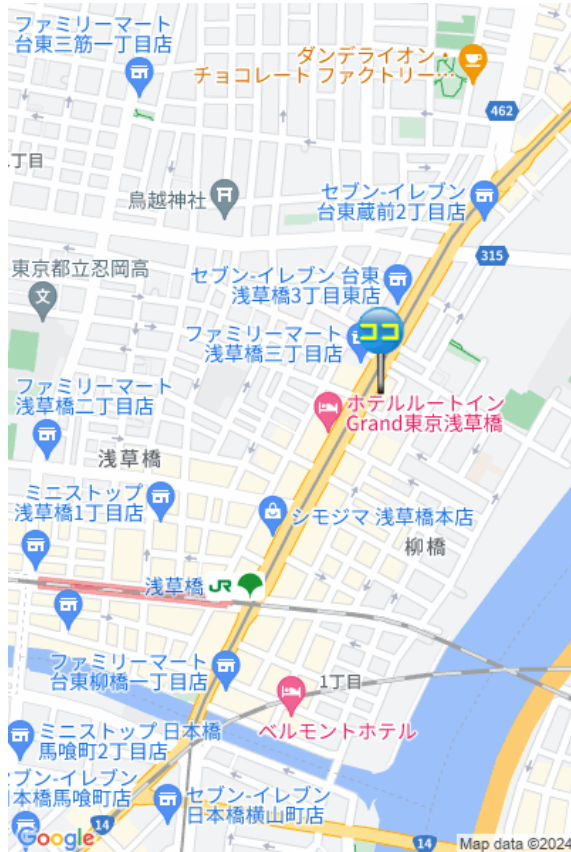 ファミリーマート
台東三筋一丁目店
ダンデライオン・
チョコレート ファクトリー…
462
丁目
鳥越神社
セブン-イレブン
台東蔵前2丁目店
315
東京都立忍岡高
文
セブン-イレブン 台東
浅草橋3丁目東店
ココ
ファミリーマート
浅草橋三丁目店
ファミリーマート
浅草橋二丁目店
ホテルルートイン
Grand東京浅草橋
浅草橋
ミニストップ
浅草橋1丁目店
シモジマ 浅草橋本店
柳橋
浅草橋 JR
ファミリーマート
台東柳橋一丁目店
1丁目
ベルモントホテル
ミニストップ 日本橋
馬喰町2丁目店
セブン-イレブン
日本橋馬喰町店
セブン-イレブン
日本橋横山町店
Google
14
14
Map data ©2024